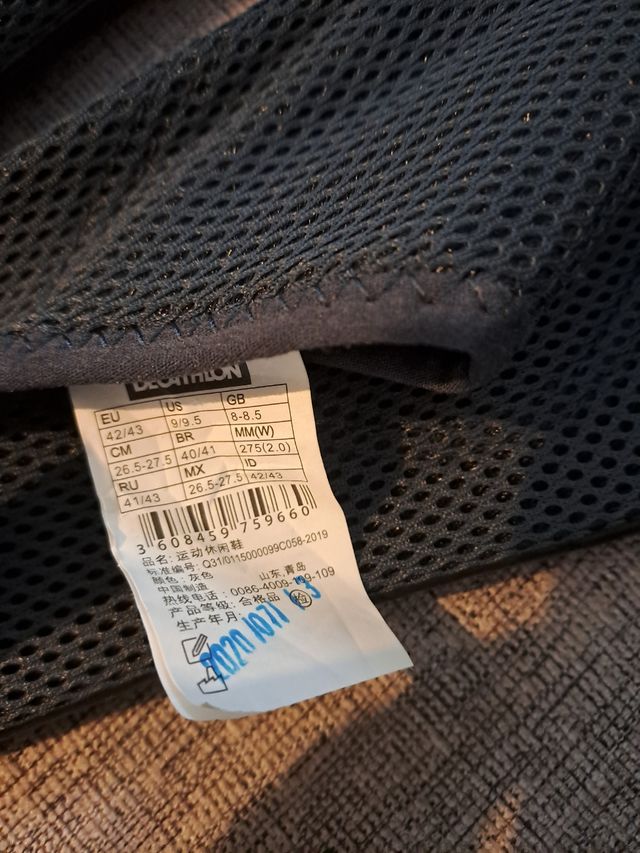 DECATHLON
EU US GB
42/43 9/9.5 8-8.5
CM BR MM(W)
26.5-27.5 40/41 275(2.0)
RU MX ID
41/43 26.5-27.5 42/43
3 608459 759660
品名: 运动休闲鞋
标准编号: Q31/0115000099C058-2019
颜色: 灰色 山东,青岛
中国制造
热线电话: 0086-4009-109-109
产品等级: 合格品 检
生产年月: